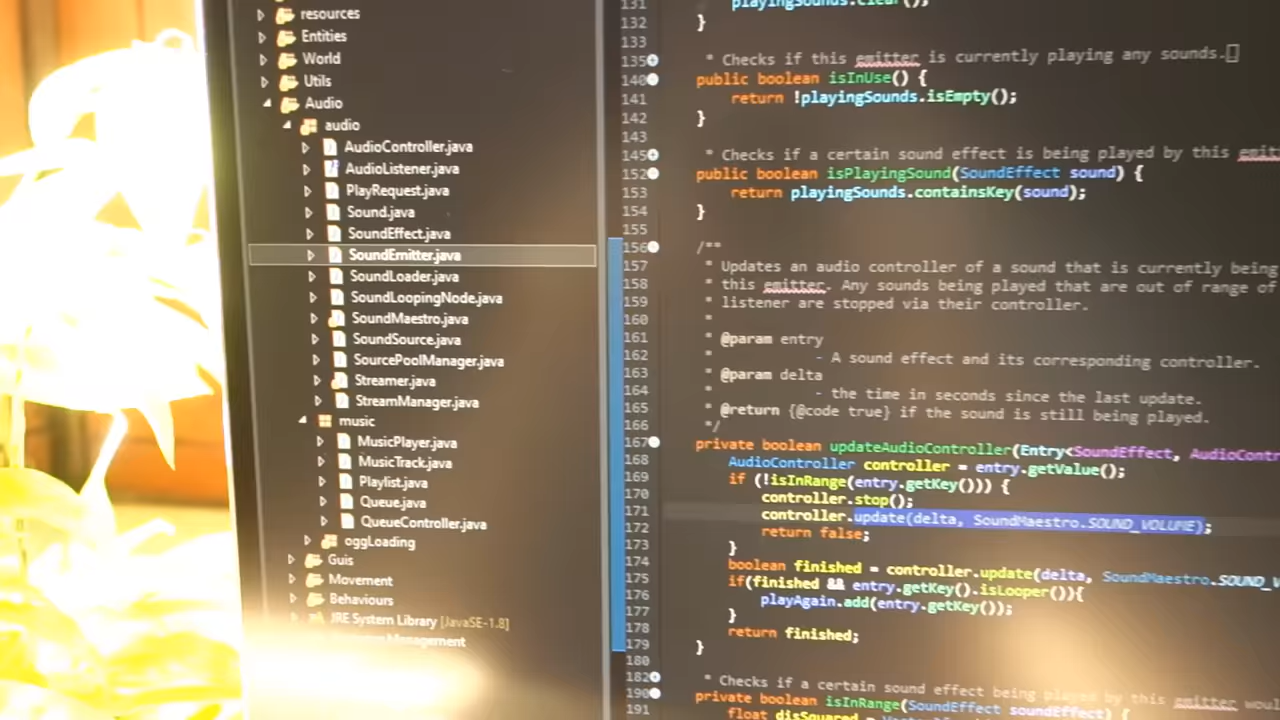 resources
Entities
World
Utils
Audio
audio
AudioController.java
AudioListener.java
PlayRequest.java
Sound.java
SoundEffect.java
SoundEmitter.java
SoundLoader.java
SoundLoopingNode.java
SoundMaestro.java
SoundSource.java
SourcePoolManager.java
Streamer.java
StreamManager.java
music
MusicPlayer.java
MusicTrack.java
Playlist.java
Queue.java
QueueController.java
oggLoading
Guis
Movement
Behaviours
JRE System Library [JavaSE-1.8]
Management
131 playingSounds.clear();
132 }
133
135 * Checks if this emitter is currently playing any sounds.
140 public boolean isInUse() {
141 return !playingSounds.isEmpty();
142 }
143
145 * Checks if a certain sound effect is being played by this
152 public boolean isPlayingSound(SoundEffect sound) {
153 return playingSounds.containsKey(sound);
154 }
155
156 /**
157 * Updates an audio controller of a sound that is currently being
158 * this emitter. Any sounds being played that are out of range of
159 * listener are stopped via their controller.
160 *
161 * @param entry
162 * - A sound effect and its corresponding controller.
163 * @param delta
164 * - the time in seconds since the last update.
165 * @return {@code true} if the sound is still being played.
166 */
167 private boolean updateAudioController(Entry<SoundEffect, AudioContr
168 AudioController controller = entry.getValue();
169 if (!isInRange(entry.getKey())) {
170 controller.stop();
171 controller.update(delta, SoundMaestro.SOUND_VOLUME);
172 return false;
173 }
174 boolean finished = controller.update(delta, SoundMaestro.SOUND_V
175 if(finished && entry.getKey().isLooper()){
176 playAgain.add(entry.getKey());
177 }
178 return finished;
179 }
180
182 * Checks if a certain sound effect being played by this emitter wou
190 private boolean isInRange(SoundEffect soundEffect) {
191 float disSquared =